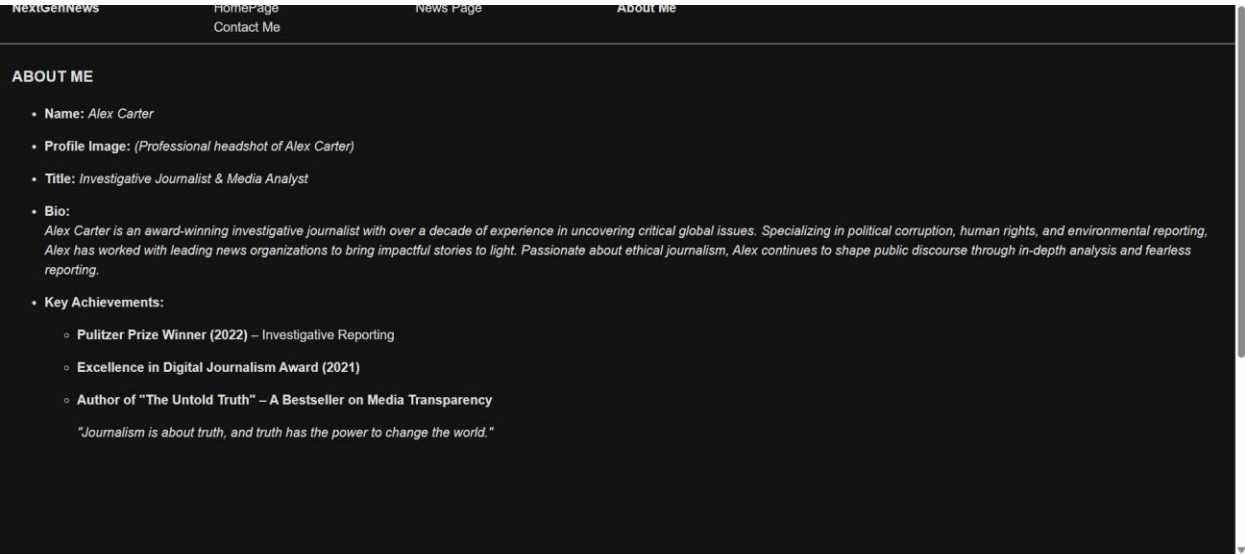 NextGenNews HomePage News Page About Me
Contact Me
ABOUT ME
• Name: Alex Carter
• Profile Image: (Professional headshot of Alex Carter)
• Title: Investigative Journalist & Media Analyst
• Bio:
Alex Carter is an award-winning investigative journalist with over a decade of experience in uncovering critical global issues. Specializing in political corruption, human rights, and environmental reporting,
Alex has worked with leading news organizations to bring impactful stories to light. Passionate about ethical journalism, Alex continues to shape public discourse through in-depth analysis and fearless
reporting.
• Key Achievements:
◦ Pulitzer Prize Winner (2022) – Investigative Reporting
◦ Excellence in Digital Journalism Award (2021)
◦ Author of "The Untold Truth" – A Bestseller on Media Transparency
"Journalism is about truth, and truth has the power to change the world."